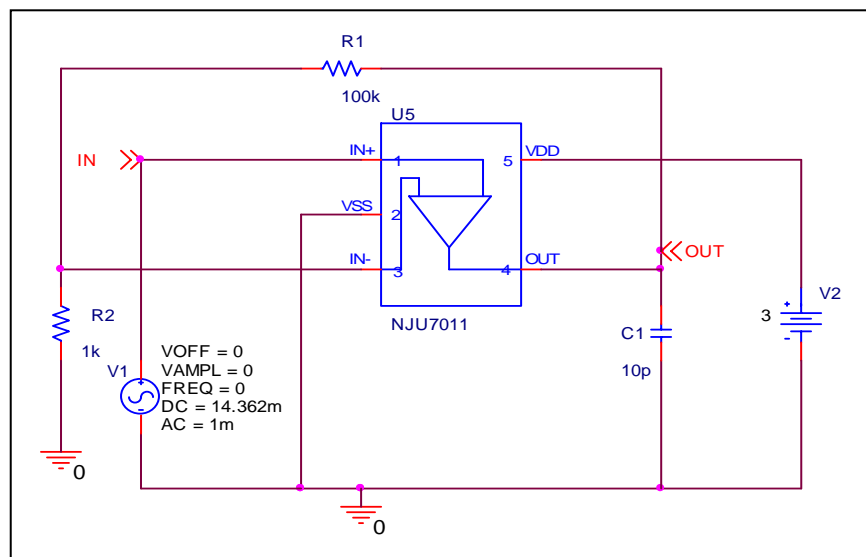 R1
100k
U5
IN
IN+
1
5
VDD
VSS
2
IN-
3
4
OUT
OUT
NJU7011
R2
1k
V1
VOFF = 0
VAMPL = 0
FREQ = 0
DC = 14.362m
AC = 1m
+
-
C1
10p
V2
3
+
-
0
0